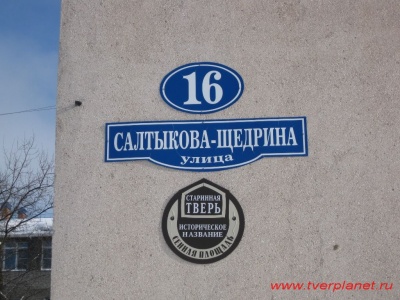 16
САЛТЫКОВА-ЩЕДРИНА
улица
СТАРИННАЯ
ТВЕРЬ
ИСТОРИЧЕСКОЕ
НАЗВАНИЕ
СЕННАЯ ПЛОЩАДЬ
www.tverplanet.ru